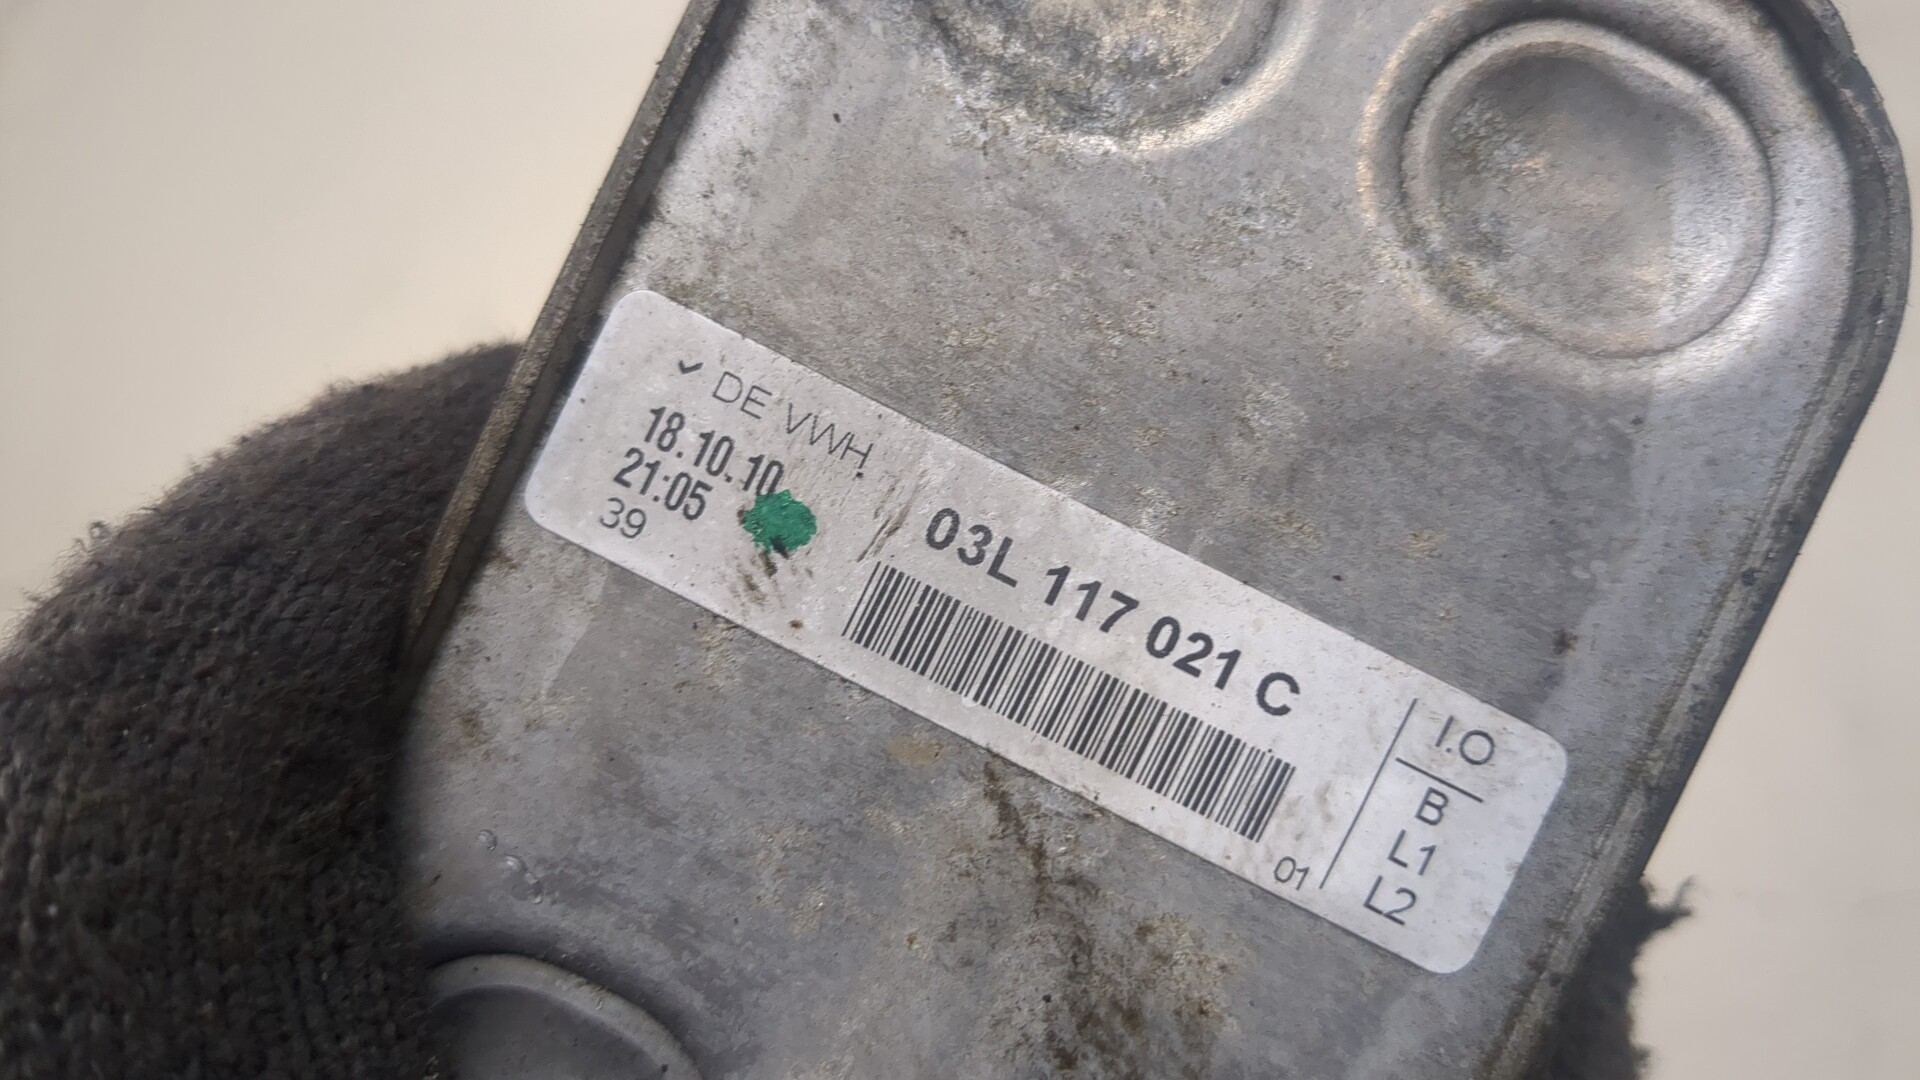 DE VWH
18.10.10
21:05
39
03L 117 021 C
01
I.O
B
L1
L2